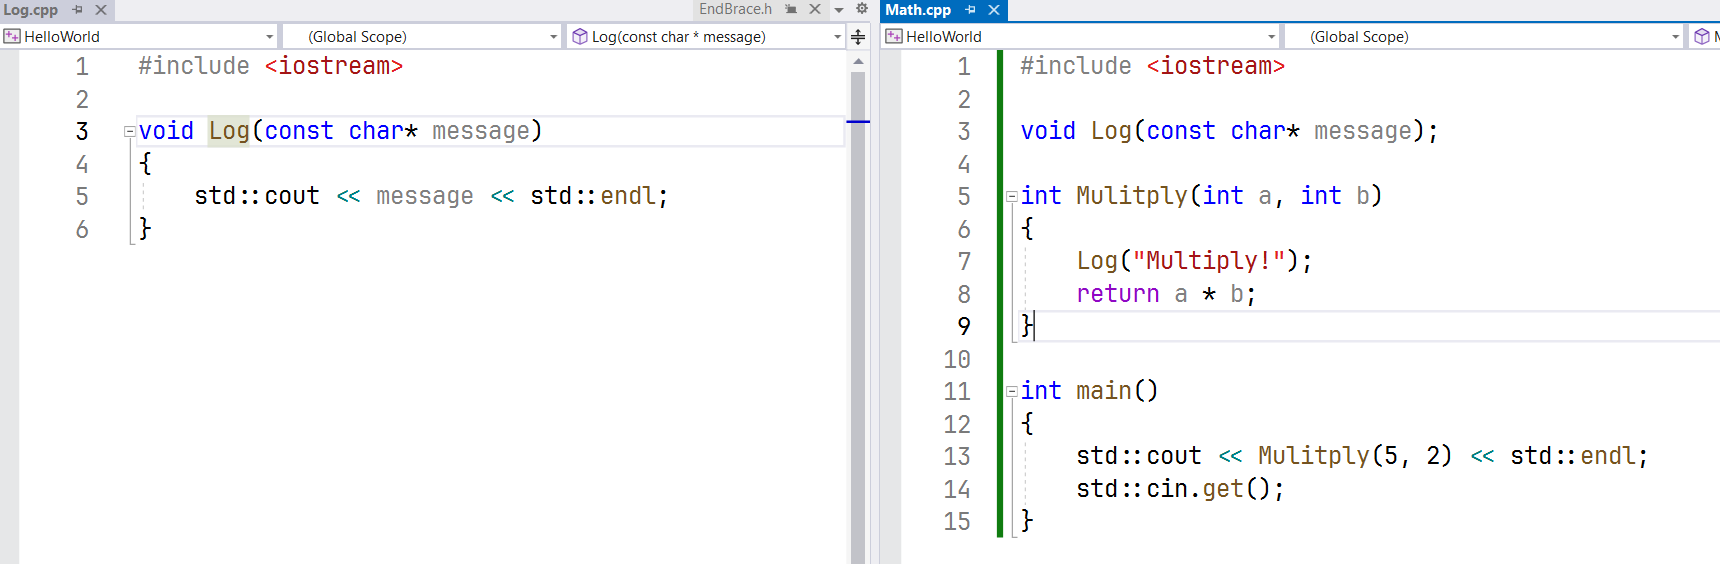 Log.cpp
EndBrace.h
HelloWorld
(Global Scope)
Log(const char * message)
1 #include <iostream>
2
3 void Log(const char* message)
4 {
5 std::cout << message << std::endl;
6 }
Math.cpp
HelloWorld
(Global Scope)
M
1 #include <iostream>
2
3 void Log(const char* message);
4
5 int Mulitply(int a, int b)
6 {
7 Log("Multiply!");
8 return a * b;
9 }
10
11 int main()
12 {
13 std::cout << Mulitply(5, 2) << std::endl;
14 std::cin.get();
15 }